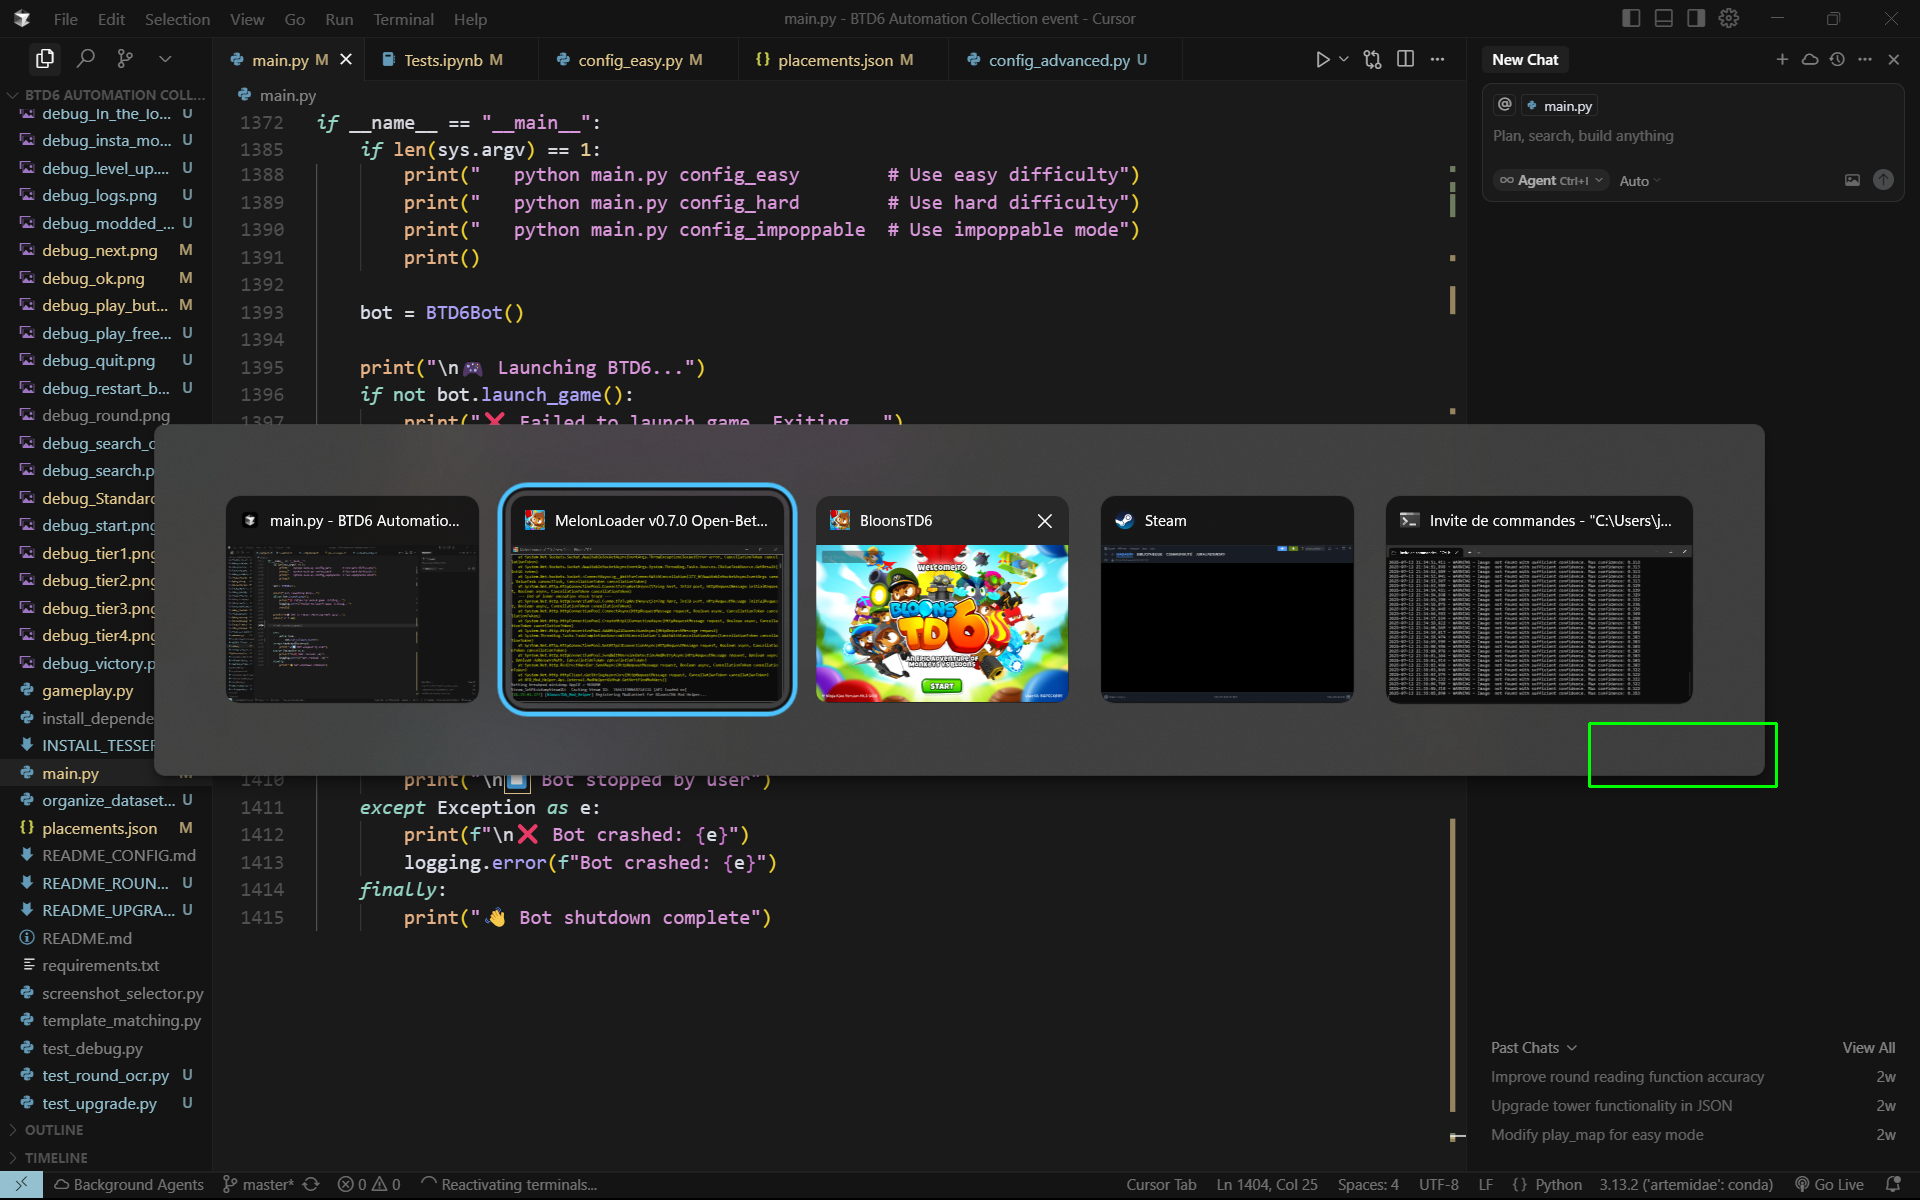 File Edit Selection View Go Run Terminal Help
main.py - BTD6 Automation Collection event - Cursor
main.py M
Tests.ipynb M
config_easy.py M
{} placements.json M
config_advanced.py U
New Chat
BTD6 AUTOMATION COLL...
debug_In_the_lo... U
debug_insta_mo... U
debug_level_up.... U
debug_logs.png U
debug_modded_... U
debug_next.png M
debug_ok.png M
debug_play_but... M
debug_play_free... U
debug_quit.png U
debug_restart_b... U
debug_round.png
debug_search_c
debug_search.p
debug_Standard
debug_start.png
debug_tier1.png
debug_tier2.png
debug_tier3.png
debug_tier4.png
debug_victory.p
gameplay.py
install_depende
INSTALL_TESSER
main.py
organize_dataset... U
{} placements.json M
README_CONFIG.md
README_ROUN... U
README_UPGRA... U
README.md
requirements.txt
screenshot_selector.py
template_matching.py
test_debug.py
test_round_ocr.py U
test_upgrade.py U
OUTLINE
TIMELINE
main.py
1372 if __name__ == "__main__":
1385 if len(sys.argv) == 1:
1388 print("   python main.py config_easy        # Use easy difficulty")
1389 print("   python main.py config_hard        # Use hard difficulty")
1390 print("   python main.py config_impoppable  # Use impoppable mode")
1391 print()
1392
1393 bot = BTD6Bot()
1394
1395 print("\n🎮 Launching BTD6...")
1396 if not bot.launch_game():
1397 print("❌ Failed to launch game. Exiting...")
main.py - BTD6 Automatio...
MelonLoader v0.7.0 Open-Bet...
BloonsTD6
Steam
Invite de commandes - "C:\Users\j...
WELCOME TO
BLOONS
TD6
AN EPIC ADVENTURE OF
MONKEYS VS BLOONS
START
1410 print("\n Bot stopped by user")
1411 except Exception as e:
1412 print(f"\n❌ Bot crashed: {e}")
1413 logging.error(f"Bot crashed: {e}")
1414 finally:
1415 print("👋 Bot shutdown complete")
@ main.py
Plan, search, build anything
∞ Agent Ctrl+I
Auto
Past Chats
View All
Improve round reading function accuracy 2w
Upgrade tower functionality in JSON 2w
Modify play_map for easy mode 2w
Background Agents
master*
0 0
Reactivating terminals...
Cursor Tab
Ln 1404, Col 25
Spaces: 4
UTF-8
LF
{} Python
3.13.2 ('artemidae': conda)
Go Live